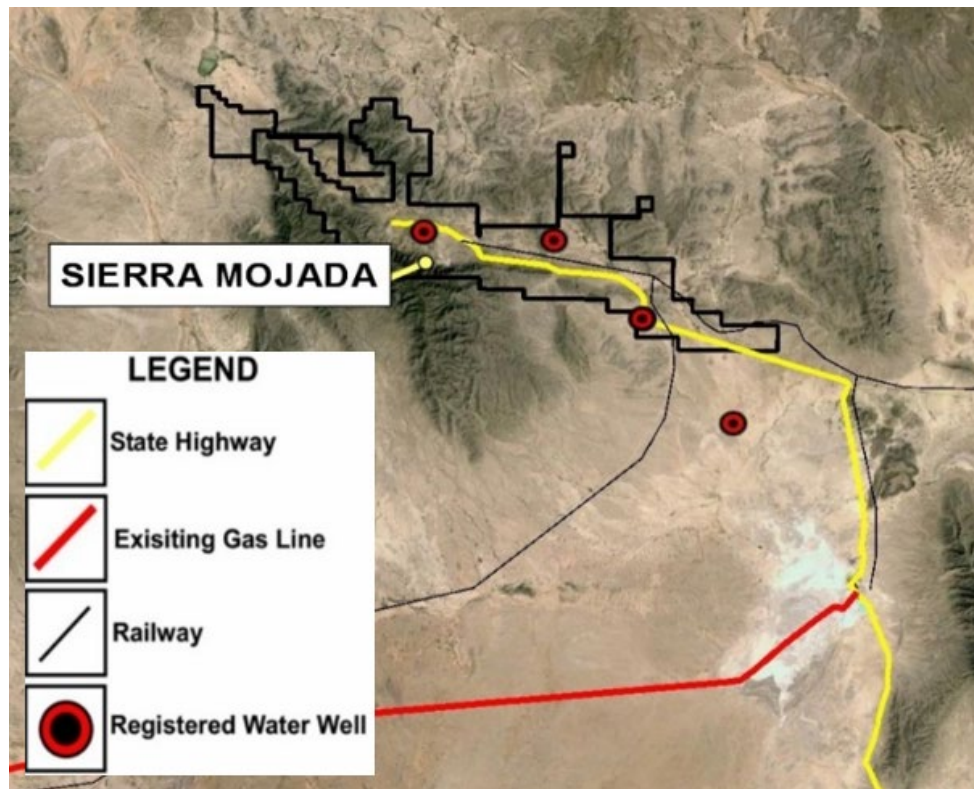 SIERRA MOJADA
LEGEND
State Highway
Exisiting Gas Line
Railway
Registered Water Well